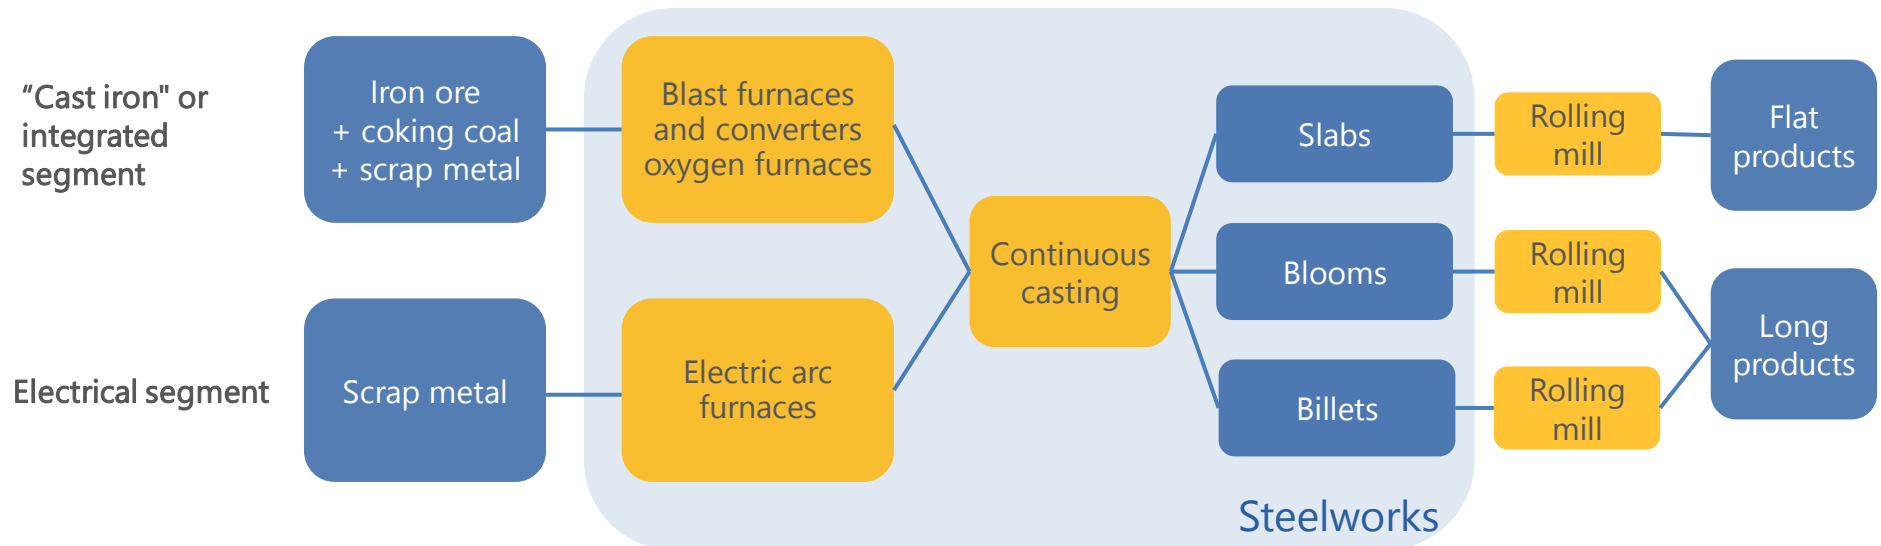 “Cast iron" or
integrated
segment
Iron ore
+ coking coal
+ scrap metal
Blast furnaces
and converters
oxygen furnaces
Continuous
casting
Slabs
Rolling
mill
Flat
products
Blooms
Rolling
mill
Long
products
Electrical segment
Scrap metal
Electric arc
furnaces
Billets
Rolling
mill
Steelworks